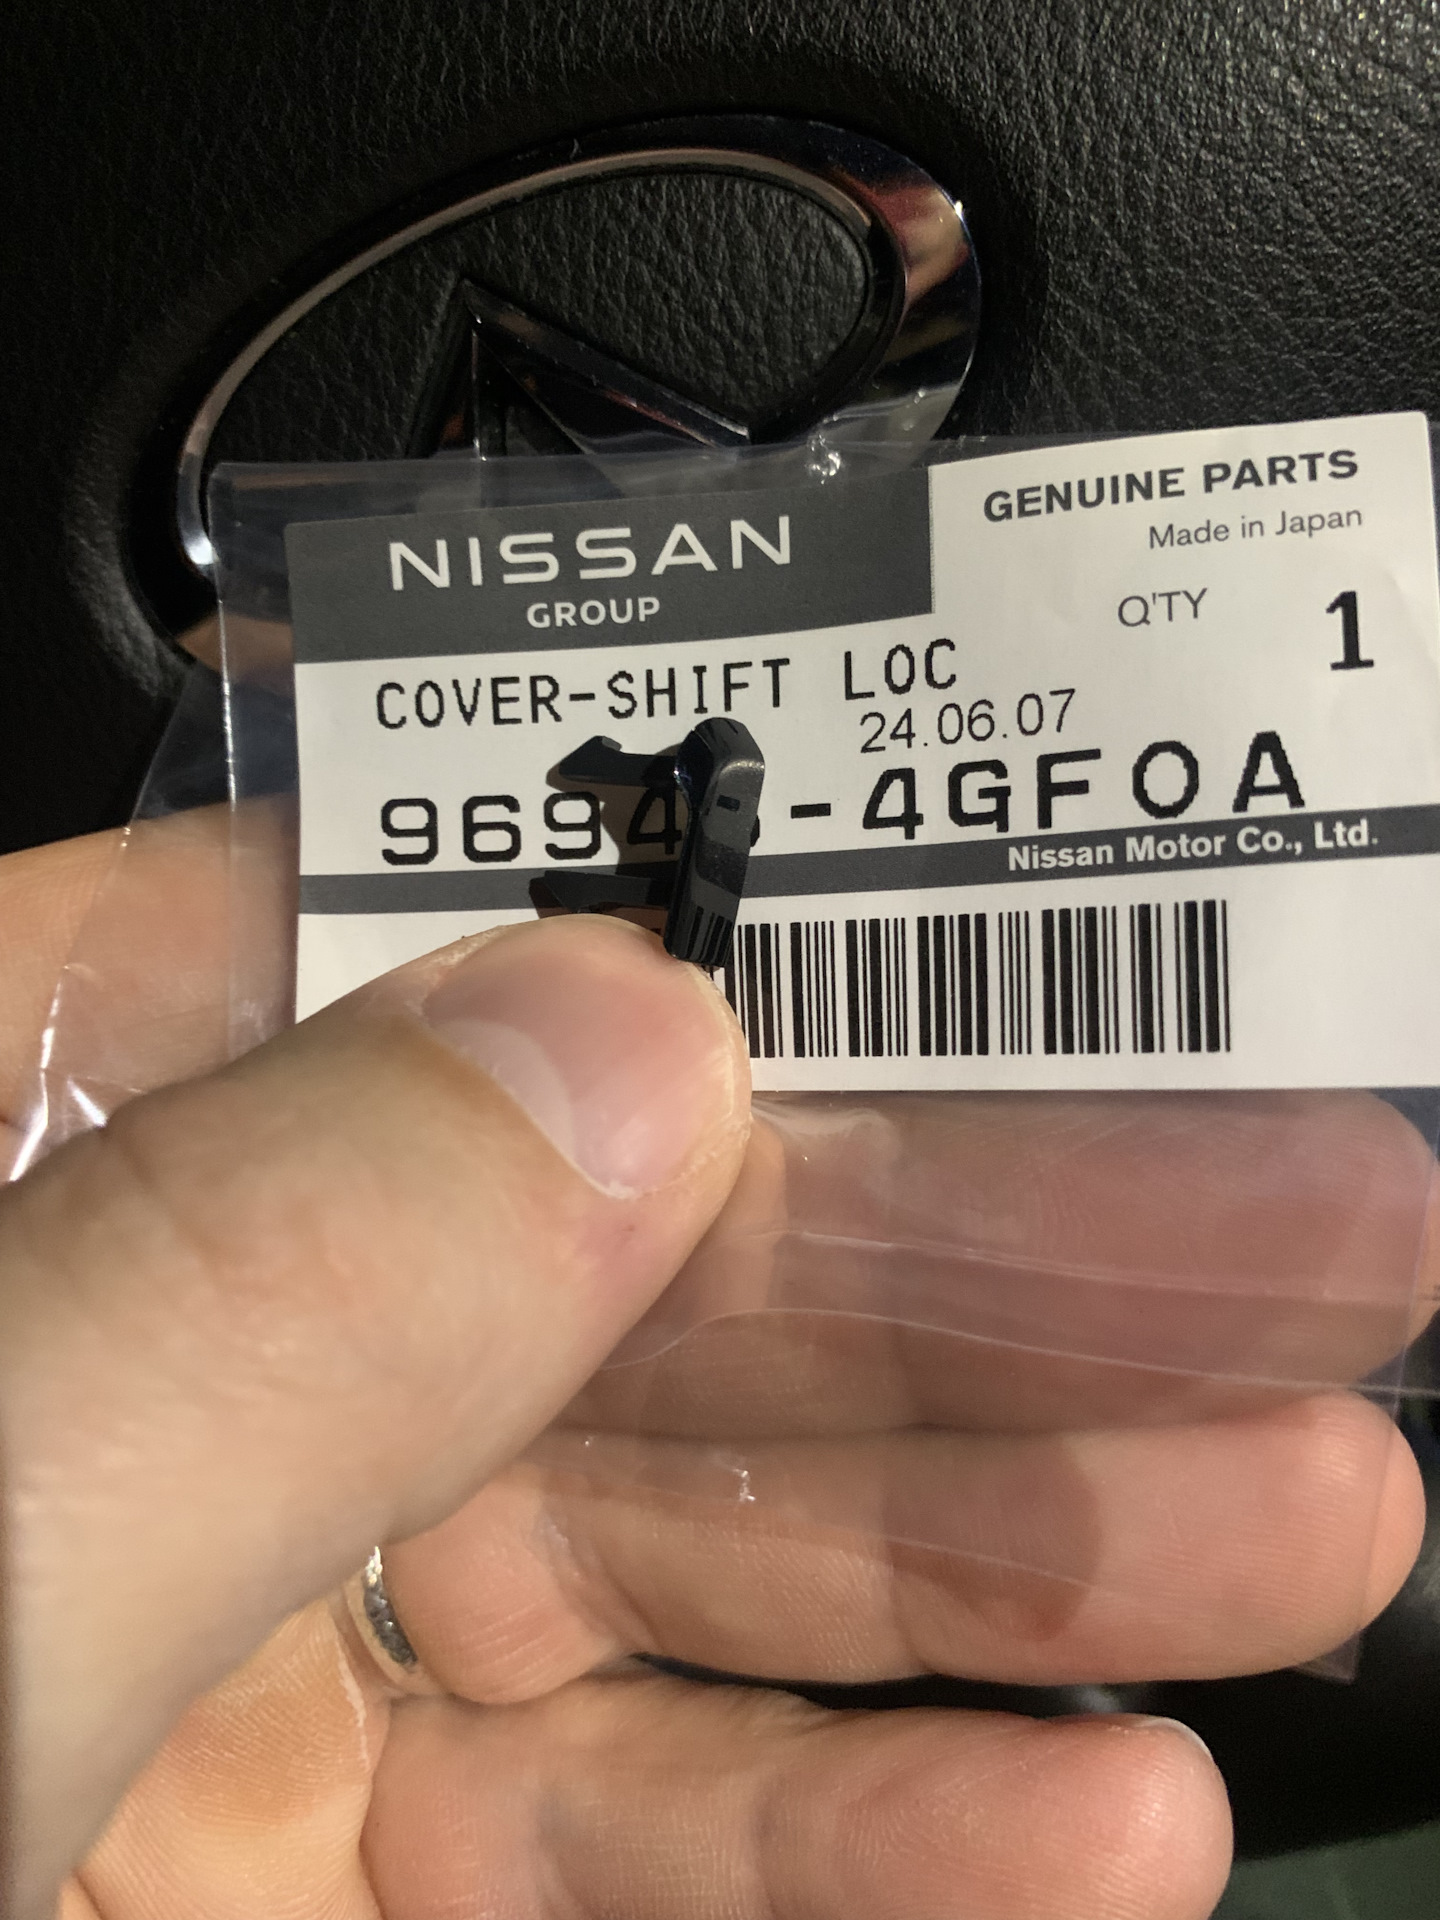 GENUINE PARTS
NISSAN
Made in Japan
GROUP
Q'TY 1
COVER-SHIFT LOC
24.06.07
-4GF0A
Nissan Motor Co., Ltd.